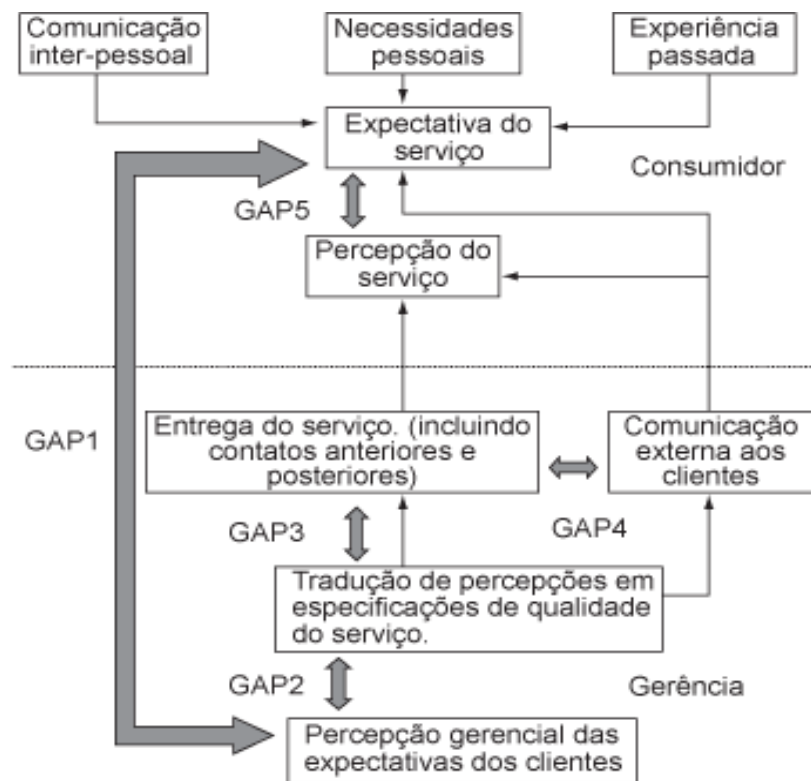 Comunicação
inter-pessoal
Necessidades
pessoais
Experiência
passada
Expectativa do
serviço
Consumidor
GAP5
Percepção do
serviço
GAP1
Entrega do serviço. (incluindo
contatos anteriores e
posteriores)
Comunicação
externa aos
clientes
GAP3
GAP4
Tradução de percepções em
especificações de qualidade
do serviço.
GAP2
Gerência
Percepção gerencial das
expectativas dos clientes